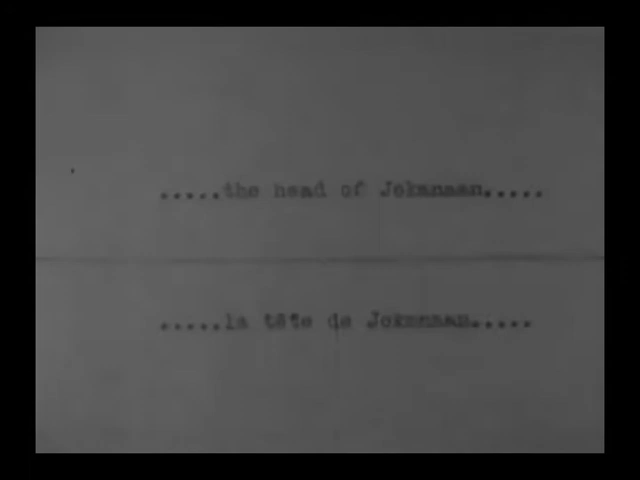 .....the head of Jokanaan.....
.....la tête de Jokanaan.....